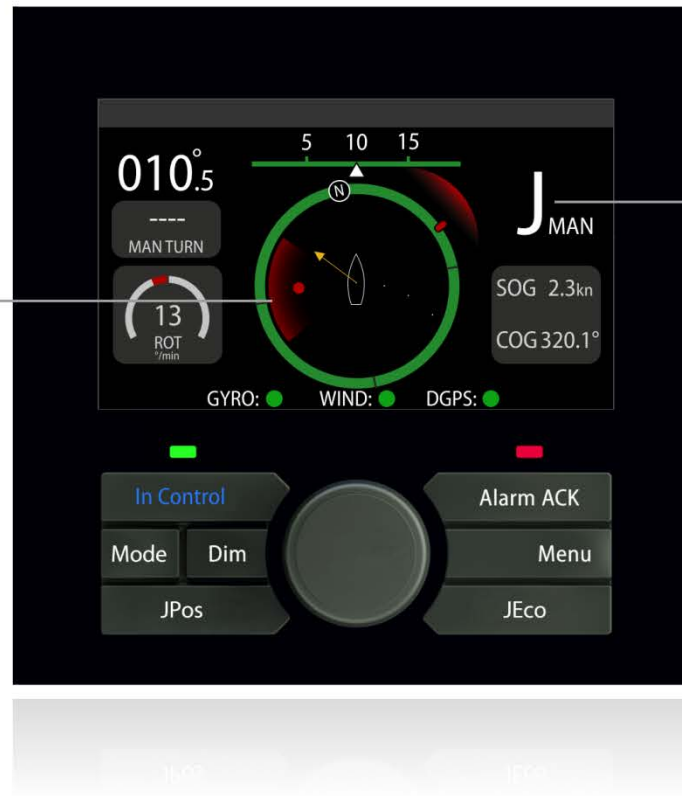 5 10 15
010°.5
N
J MAN
----
MAN TURN
13
ROT
°/min
SOG 2.3kn
COG 320.1°
GYRO: WIND: DGPS:
In Control
Alarm ACK
Mode Dim
Menu
JPos
JEco